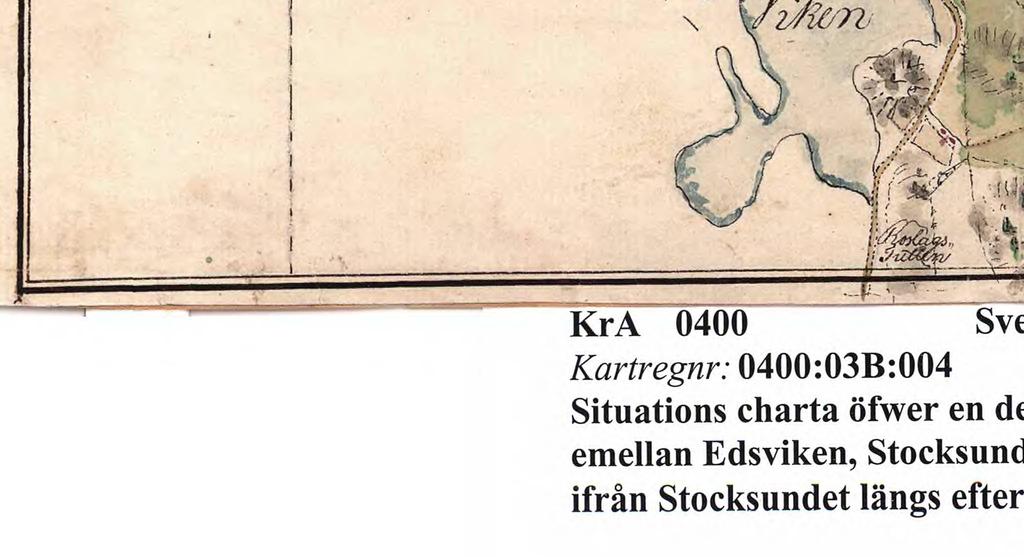 Viken
Roslags„
Tullen
KrA 0400 Sve
Kartregnr: 0400:03B:004
Situations charta öfwer en de
emellan Edsviken, Stocksund
ifrån Stocksundet längs efter